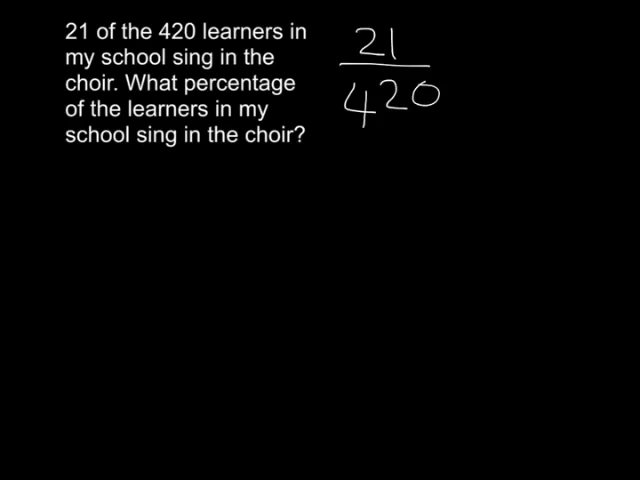 21 of the 420 learners in
my school sing in the
choir. What percentage
of the learners in my
school sing in the choir?
21
420